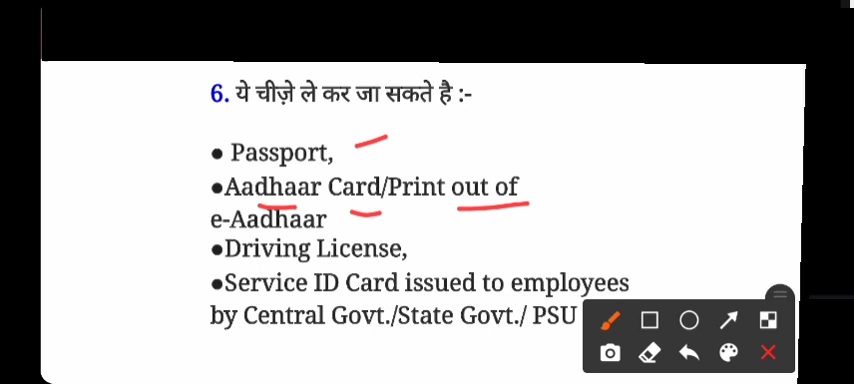 6. ये चीज़े ले कर जा सकते है :-
● Passport,
●Aadhaar Card/Print out of
e-Aadhaar
●Driving License,
●Service ID Card issued to employees
by Central Govt./State Govt./ PSU